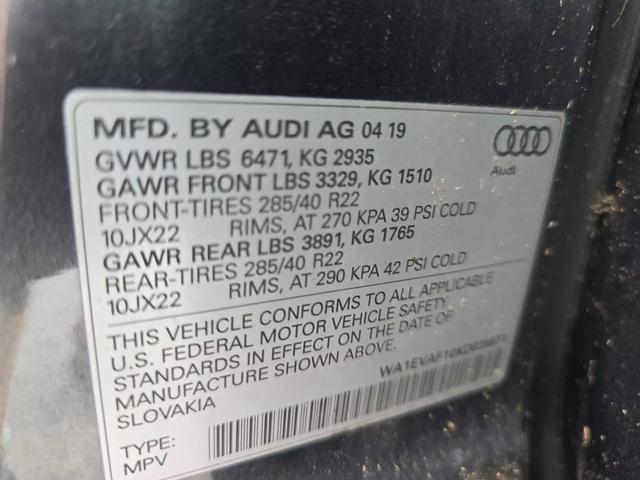 MFD. BY AUDI AG 04 19
GVWR LBS 6471, KG 2935
GAWR FRONT LBS 3329, KG 1510
FRONT-TIRES 285/40 R22
10JX22 RIMS, AT 270 KPA 39 PSI COLD
GAWR REAR LBS 3891, KG 1765
REAR-TIRES 285/40 R22
10JX22 RIMS, AT 290 KPA 42 PSI COLD
THIS VEHICLE CONFORMS TO ALL APPLICABLE
U.S. FEDERAL MOTOR VEHICLE SAFETY
STANDARDS IN EFFECT ON THE DATE OF
MANUFACTURE SHOWN ABOVE.
SLOVAKIA
TYPE:
MPV
Audi